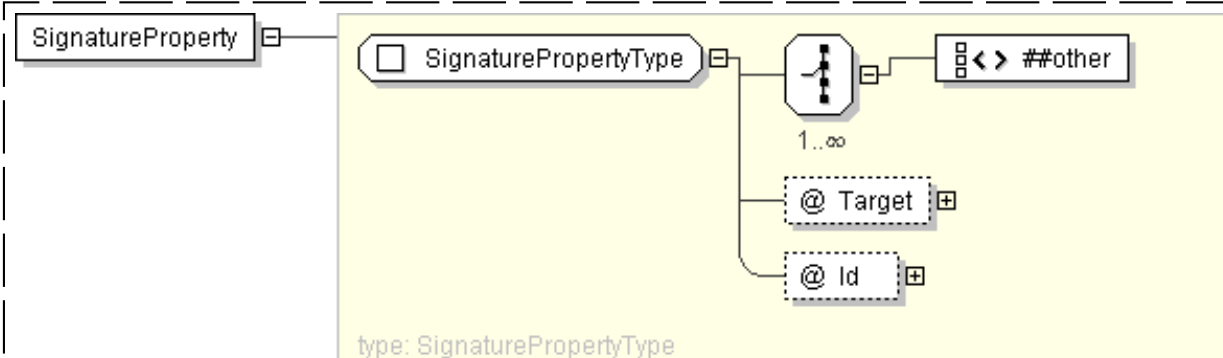 SignatureProperty
SignaturePropertyType
##other
1..∞
@ Target
@ Id
type: SignaturePropertyType